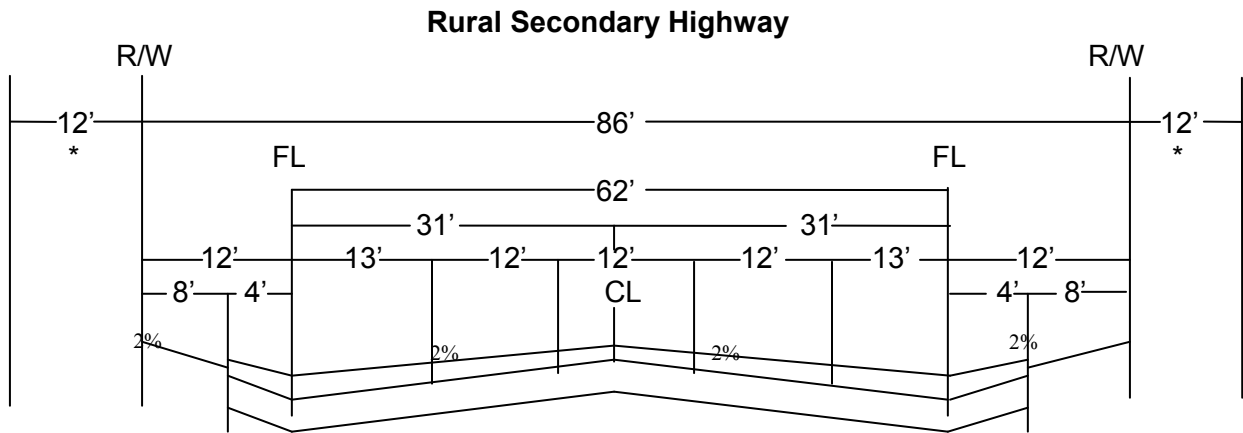 Rural Secondary Highway
R/W R/W
12’ 86’ 12’
* *
FL FL
62’
31’ 31’
12’ 13’ 12’ 12’ 12’ 13’ 12’
8’ 4’ CL 4’ 8’
2% 2% 2% 2%